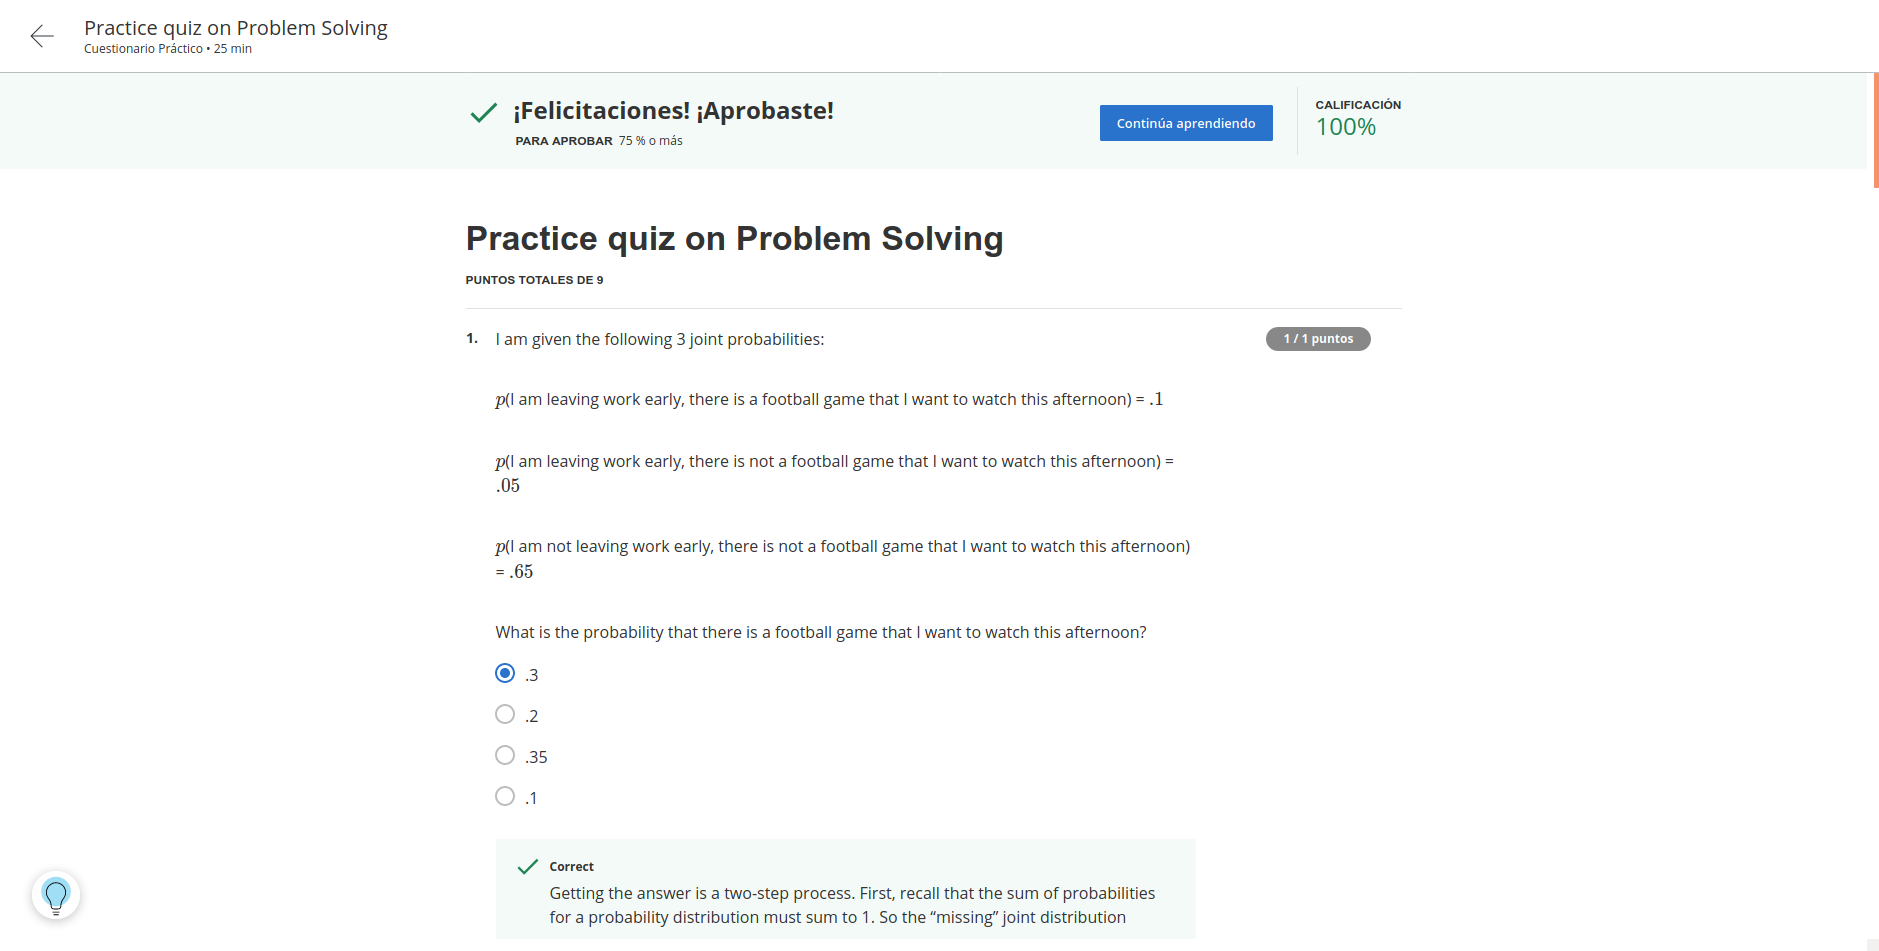 Practice quiz on Problem Solving
Cuestionario Práctico • 25 min
¡Felicitaciones! ¡Aprobaste!
PARA APROBAR 75 % o más
Continúa aprendiendo
CALIFICACIÓN
100%
Practice quiz on Problem Solving
PUNTOS TOTALES DE 9
1. I am given the following 3 joint probabilities:
1 / 1 puntos
p(I am leaving work early, there is a football game that I want to watch this afternoon) = .1
p(I am leaving work early, there is not a football game that I want to watch this afternoon) =
.05
p(I am not leaving work early, there is not a football game that I want to watch this afternoon)
= .65
What is the probability that there is a football game that I want to watch this afternoon?
.3
.2
.35
.1
Correct
Getting the answer is a two-step process. First, recall that the sum of probabilities
for a probability distribution must sum to 1. So the “missing” joint distribution